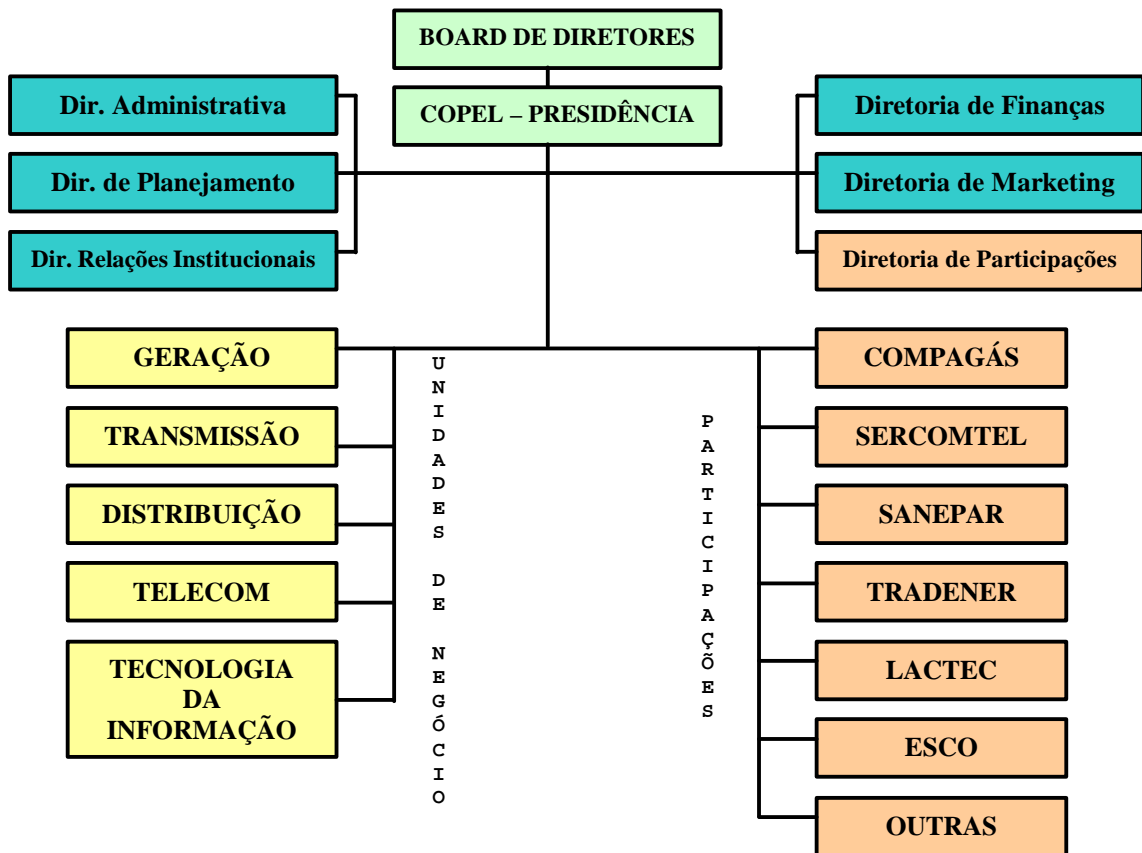 BOARD DE DIRETORES
COPEL – PRESIDÊNCIA
Dir. Administrativa
Dir. de Planejamento
Dir. Relações Institucionais
Diretoria de Finanças
Diretoria de Marketing
Diretoria de Participações
GERAÇÃO
TRANSMISSÃO
DISTRIBUIÇÃO
TELECOM
TECNOLOGIA
DA
INFORMAÇÃO
UNIDADES DE NEGÓCIO
PARTICIPAÇÕES
COMPAGÁS
SERCOMTEL
SANEPAR
TRADENER
LACTEC
ESCO
OUTRAS